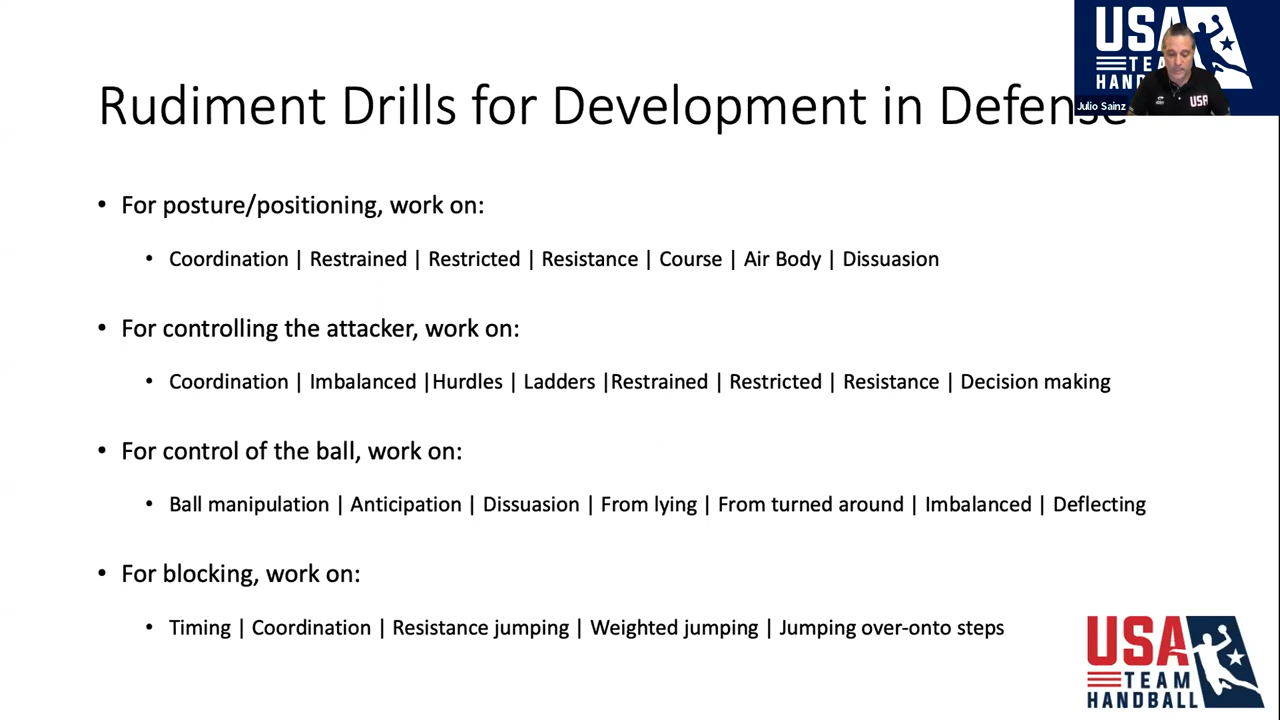 USA
TEAM
HANDBALL
USA
Julio Sainz
Rudiment Drills for Development in Defense
• For posture/positioning, work on:
• Coordination | Restrained | Restricted | Resistance | Course | Air Body | Dissuasion
• For controlling the attacker, work on:
• Coordination | Imbalanced |Hurdles | Ladders |Restrained | Restricted | Resistance | Decision making
• For control of the ball, work on:
• Ball manipulation | Anticipation | Dissuasion | From lying | From turned around | Imbalanced | Deflecting
• For blocking, work on:
• Timing | Coordination | Resistance jumping | Weighted jumping | Jumping over-onto steps
USA
TEAM
HANDBALL